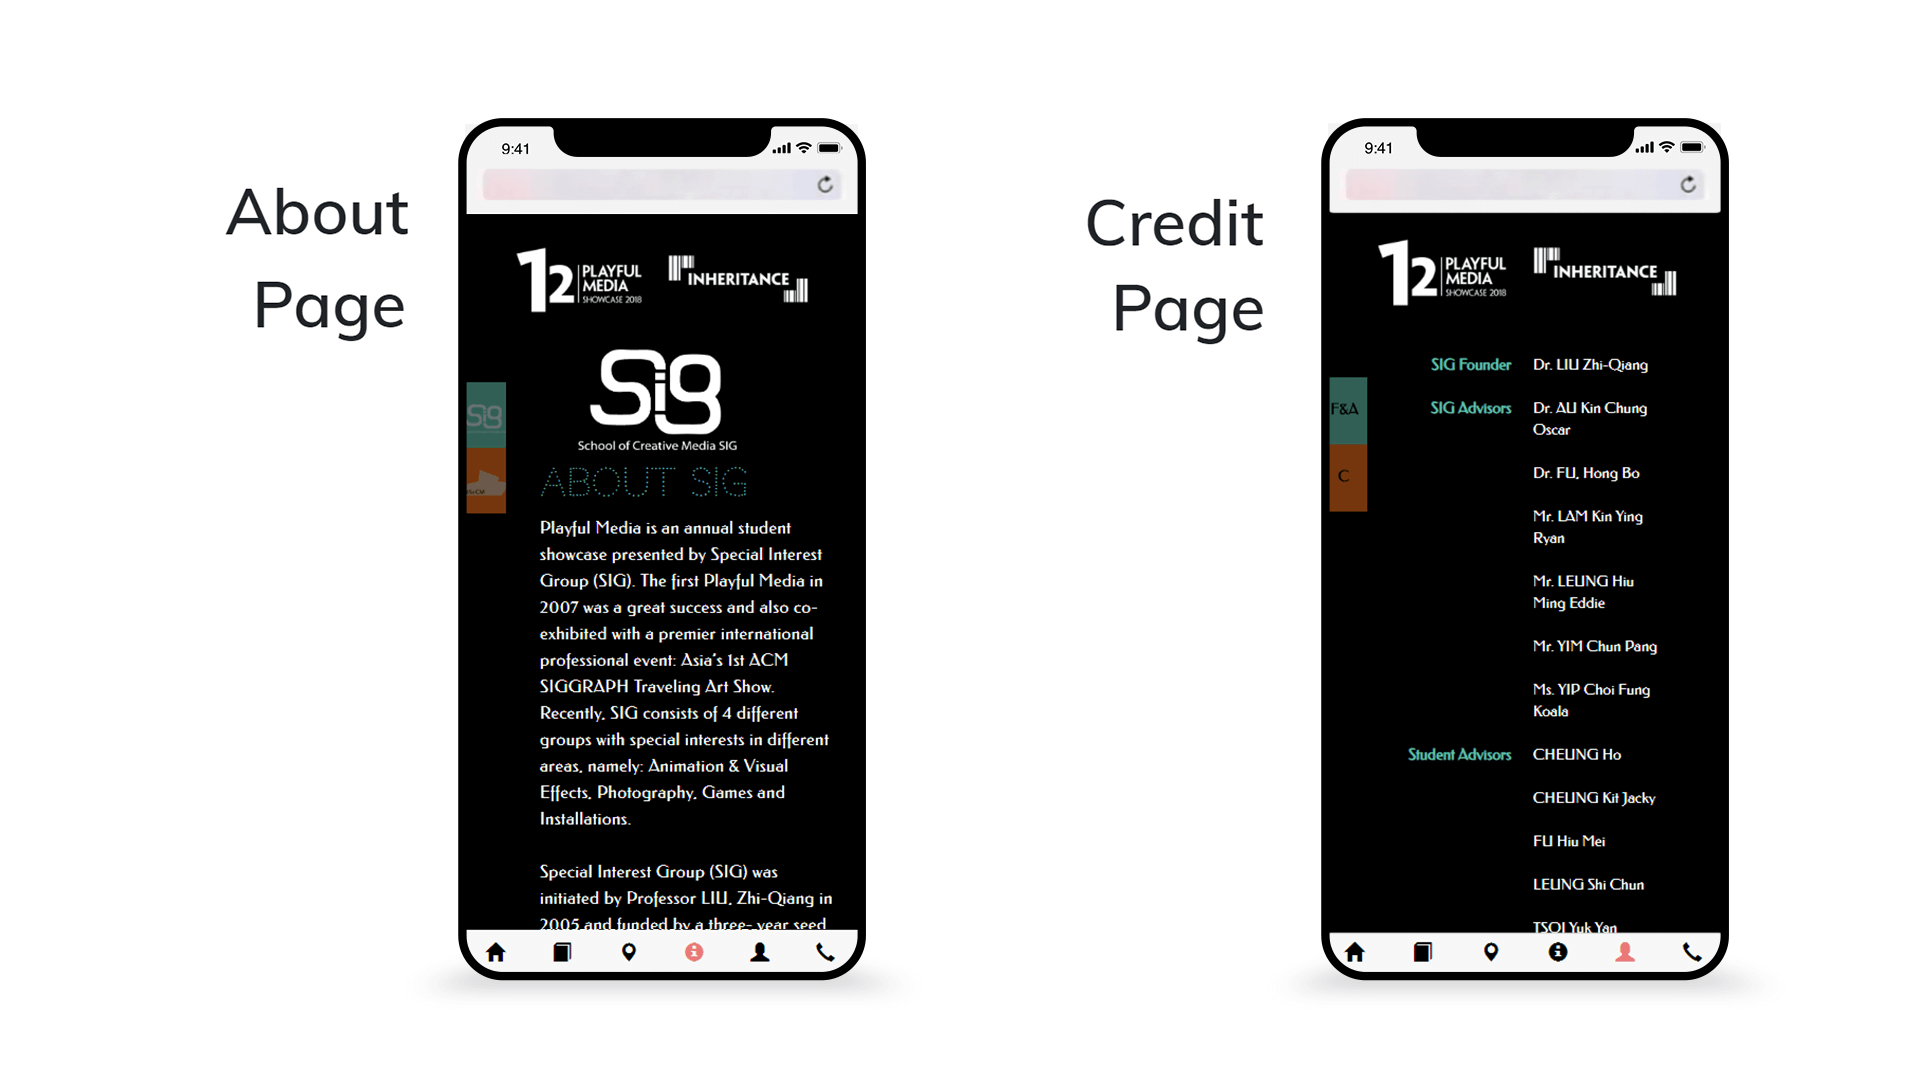 About
Page
9:41
12
PLAYFUL
MEDIA
SHOWCASE 2018
INHERITANCE
Sig
School of Creative Media SIG
Sig
ABOUT SIG
Playful Media is an annual student
showcase presented by Special Interest
Group (SIG). The first Playful Media in
2007 was a great success and also co-
exhibited with a premier international
professional event: Asia's 1st ACM
SIGGRAPH Traveling Art Show.
Recently, SIG consists of 4 different
groups with special interests in different
areas, namely: Animation & Visual
Effects, Photography, Games and
Installations.
Special Interest Group (SIG) was
initiated by Professor LIU, Zhi-Qiang in
2005 and funded by a three- year seed
Credit
Page
9:41
12
PLAYFUL
MEDIA
SHOWCASE 2018
INHERITANCE
F&A
C
SIG Founder Dr. LIU Zhi-Qiang
SIG Advisors Dr. AU Kin Chung
Oscar
Dr. FU, Hong Bo
Mr. LAM Kin Ying
Ryan
Mr. LEUNG Hiu
Ming Eddie
Mr. YIM Chun Pang
Ms. YIP Choi Fung
Koala
Student Advisors CHEUNG Ho
CHEUNG Kit Jacky
FU Hiu Mei
LEUNG Shi Chun
TSOI Yuk Yan